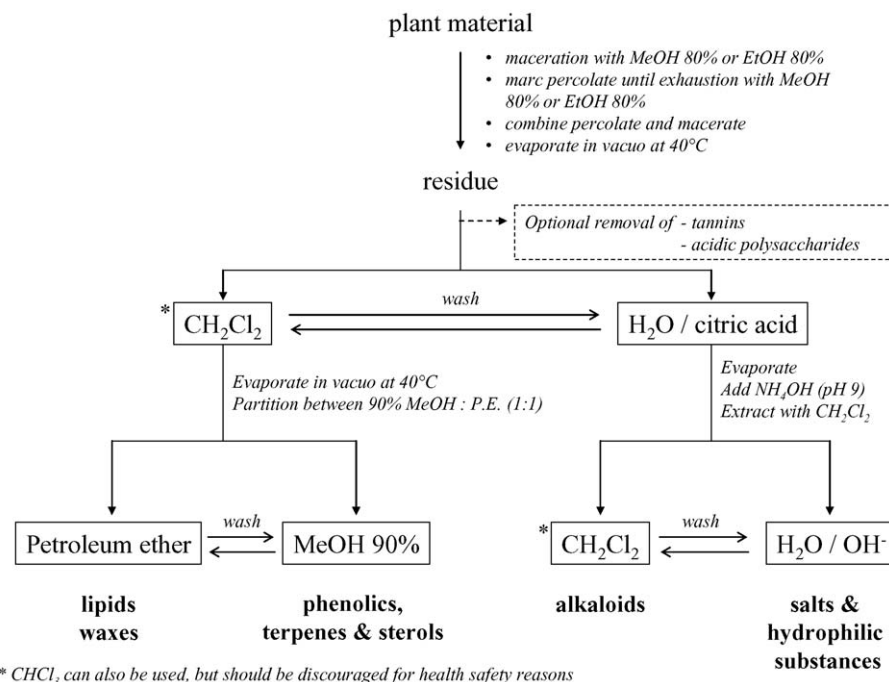 plant material
• maceration with MeOH 80% or EtOH 80%
• marc percolate until exhaustion with MeOH
80% or EtOH 80%
• combine percolate and macerate
• evaporate in vacuo at 40°C
residue
Optional removal of - tannins
- acidic polysaccharides
* CH₂Cl₂
wash
H₂O / citric acid
Evaporate in vacuo at 40°C
Partition between 90% MeOH : P.E. (1:1)
Evaporate
Add NH₄OH (pH 9)
Extract with CH₂Cl₂
Petroleum ether
wash
MeOH 90%
* CH₂Cl₂
wash
H₂O / OH⁻
lipids
waxes
phenolics,
terpenes & sterols
alkaloids
salts &
hydrophilic
substances
* CHCl₃ can also be used, but should be discouraged for health safety reasons